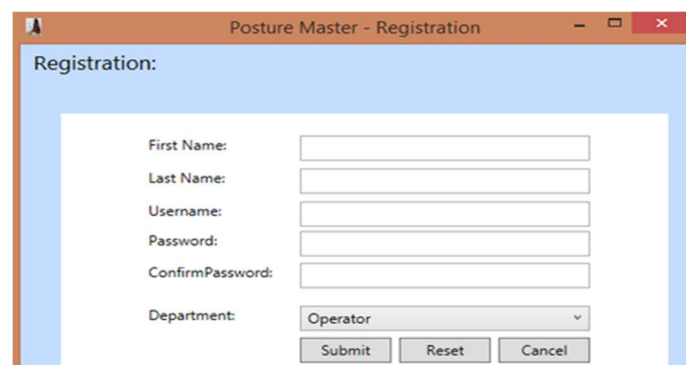 Posture Master - Registration
Registration:
First Name:
Last Name:
Username:
Password:
ConfirmPassword:
Department: Operator
Submit Reset Cancel